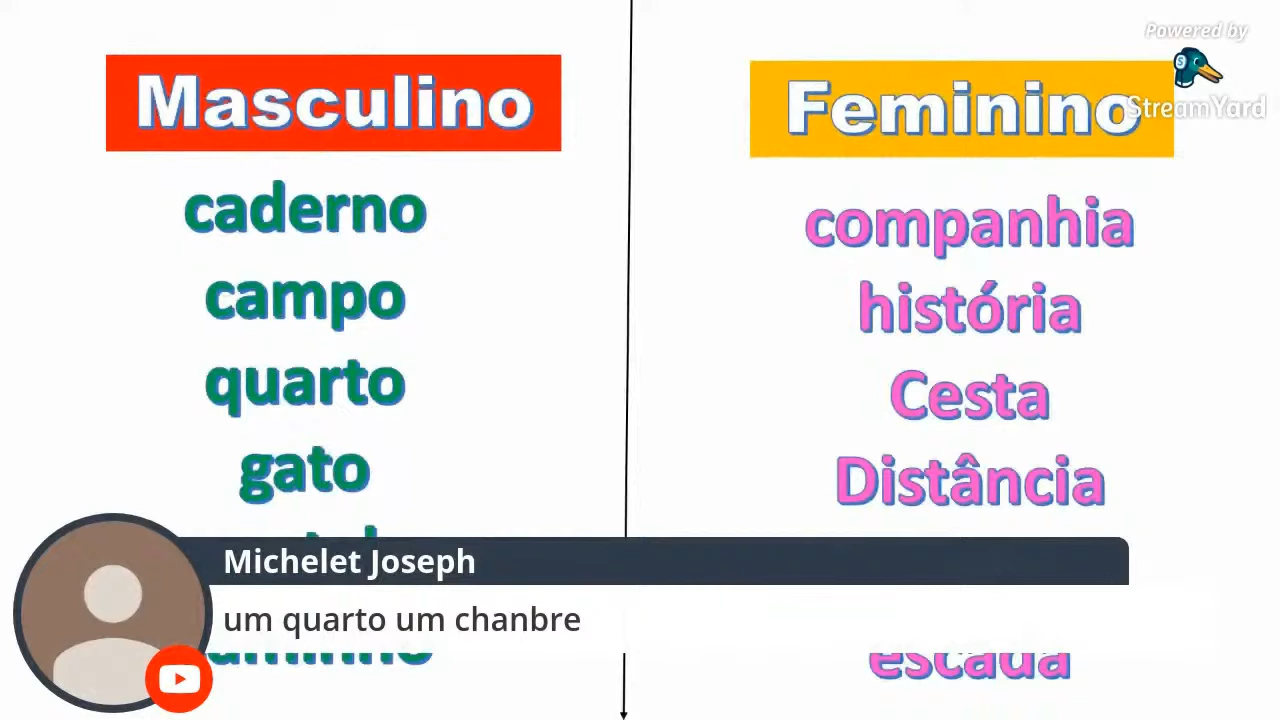 Powered by
StreamYard
Masculino
Feminino
caderno
campo
quarto
gato
companhia
história
Cesta
Distância
escada
Michelet Joseph
um quarto um chanbre